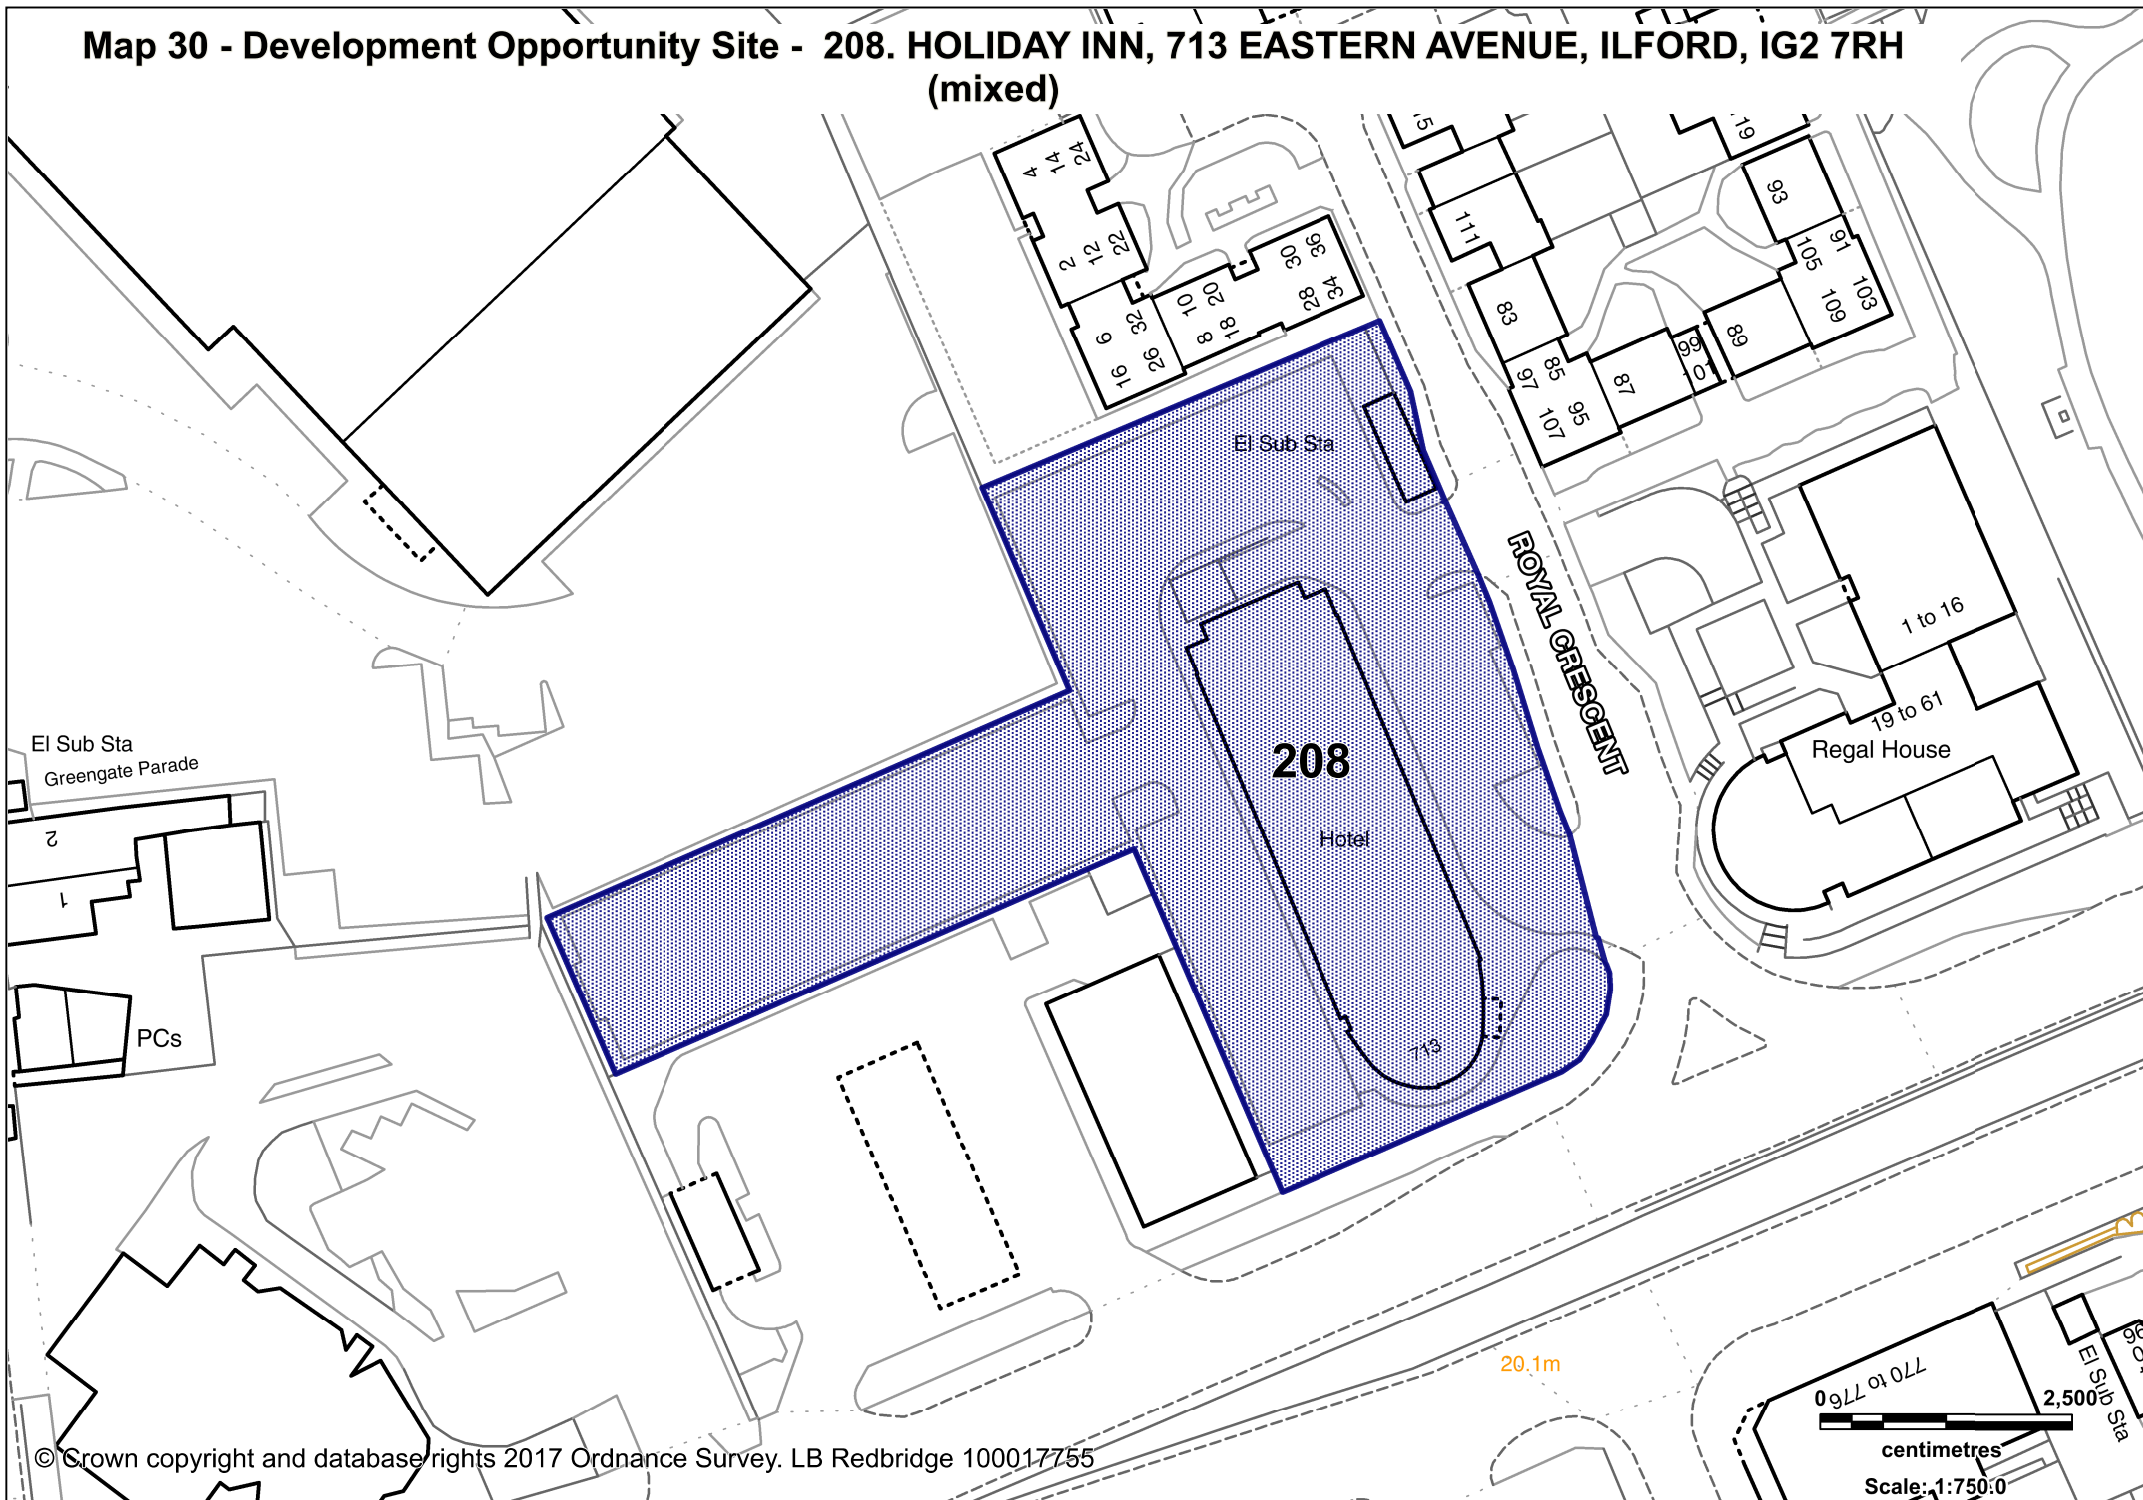 Map 30 - Development Opportunity Site - 208. HOLIDAY INN, 713 EASTERN AVENUE, ILFORD, IG2 7RH
(mixed)
4
14
24
2
12
22
6
32
16
26
10
20
8
18
30
36
28
34
111
119
93
91
105
103
109
83
85
97
107
95
87
99
101
89
El Sub Sta
ROYAL CRESCENT
1 to 16
19 to 61
Regal House
208
Hotel
713
El Sub Sta
Greengate Parade
2
1
PCs
20.1m
770 to 776
El Sub Sta
96
0
2,500
centimetres
Scale: 1:750.0
© Crown copyright and database rights 2017 Ordnance Survey. LB Redbridge 100017755